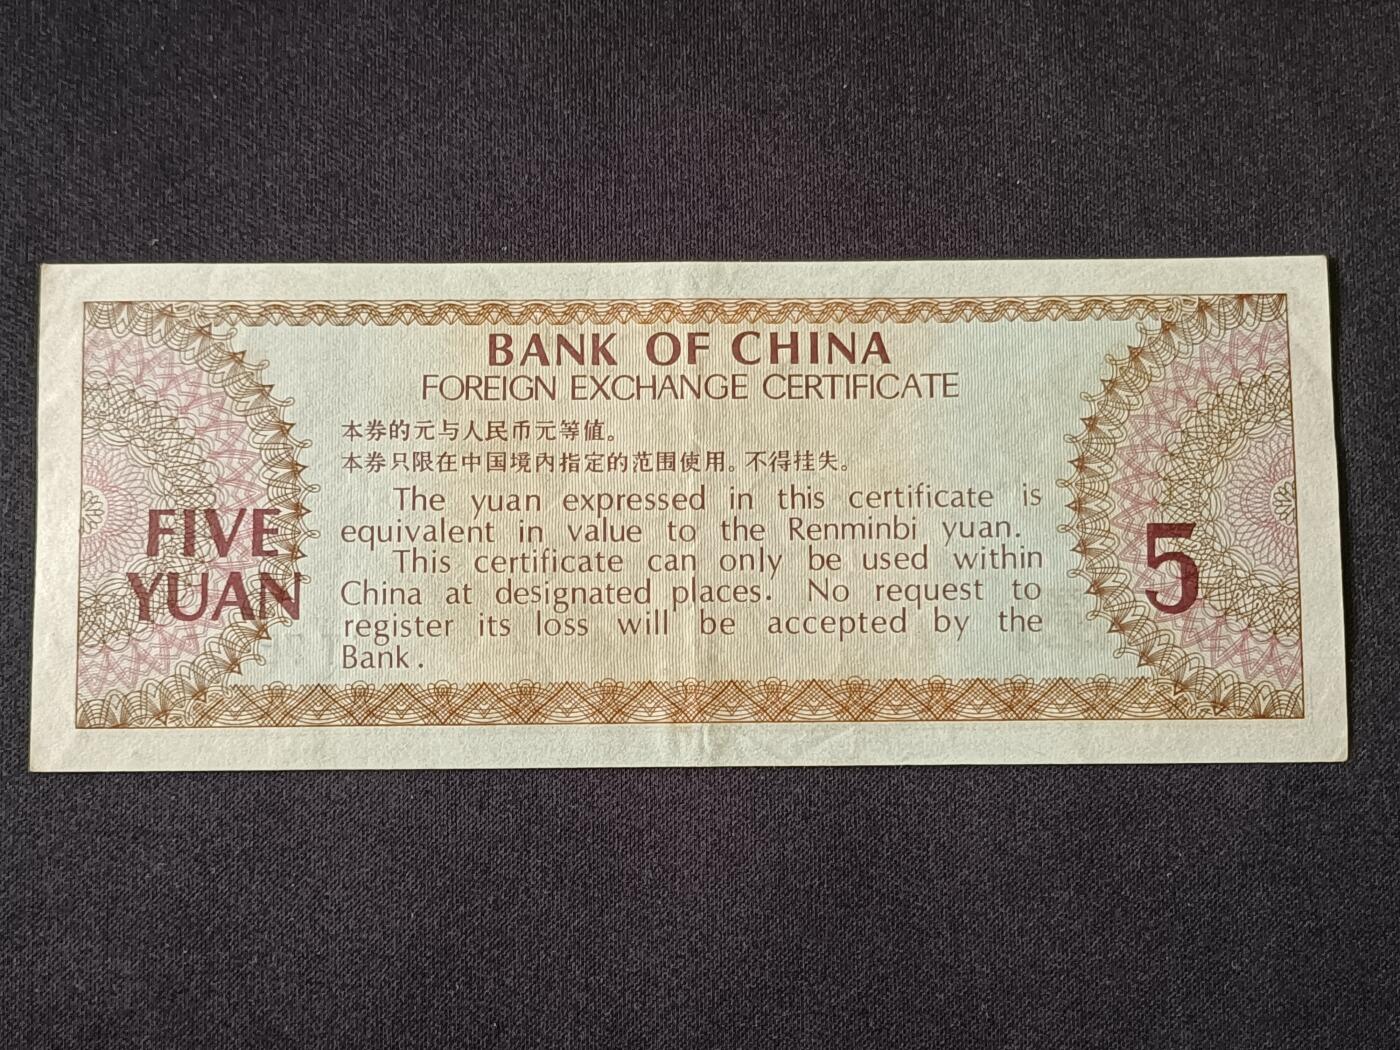 BANK OF CHINA
FOREIGN EXCHANGE CERTIFICATE
本券的元与人民币元等值。
本券只限在中国境内指定的范围使用。不得挂失。
The yuan expressed in this certificate is
equivalent in value to the Renminbi yuan.
This certificate can only be used within
China at designated places. No request to
register its loss will be accepted by the
Bank.
FIVE
YUAN
5